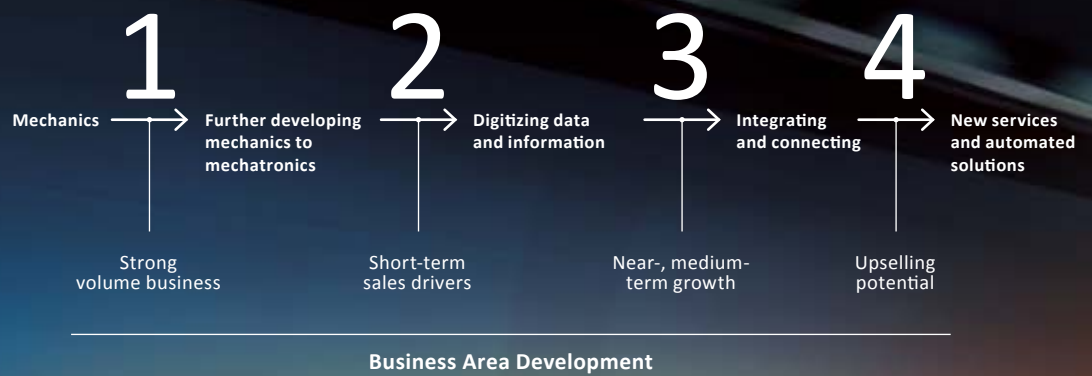 1
2
3
4
Mechanics
Further developing
mechanics to
mechatronics
Digitizing data
and information
Integrating
and connecting
New services
and automated
solutions
Strong
volume business
Short-term
sales drivers
Near-, medium-
term growth
Upselling
potential
Business Area Development